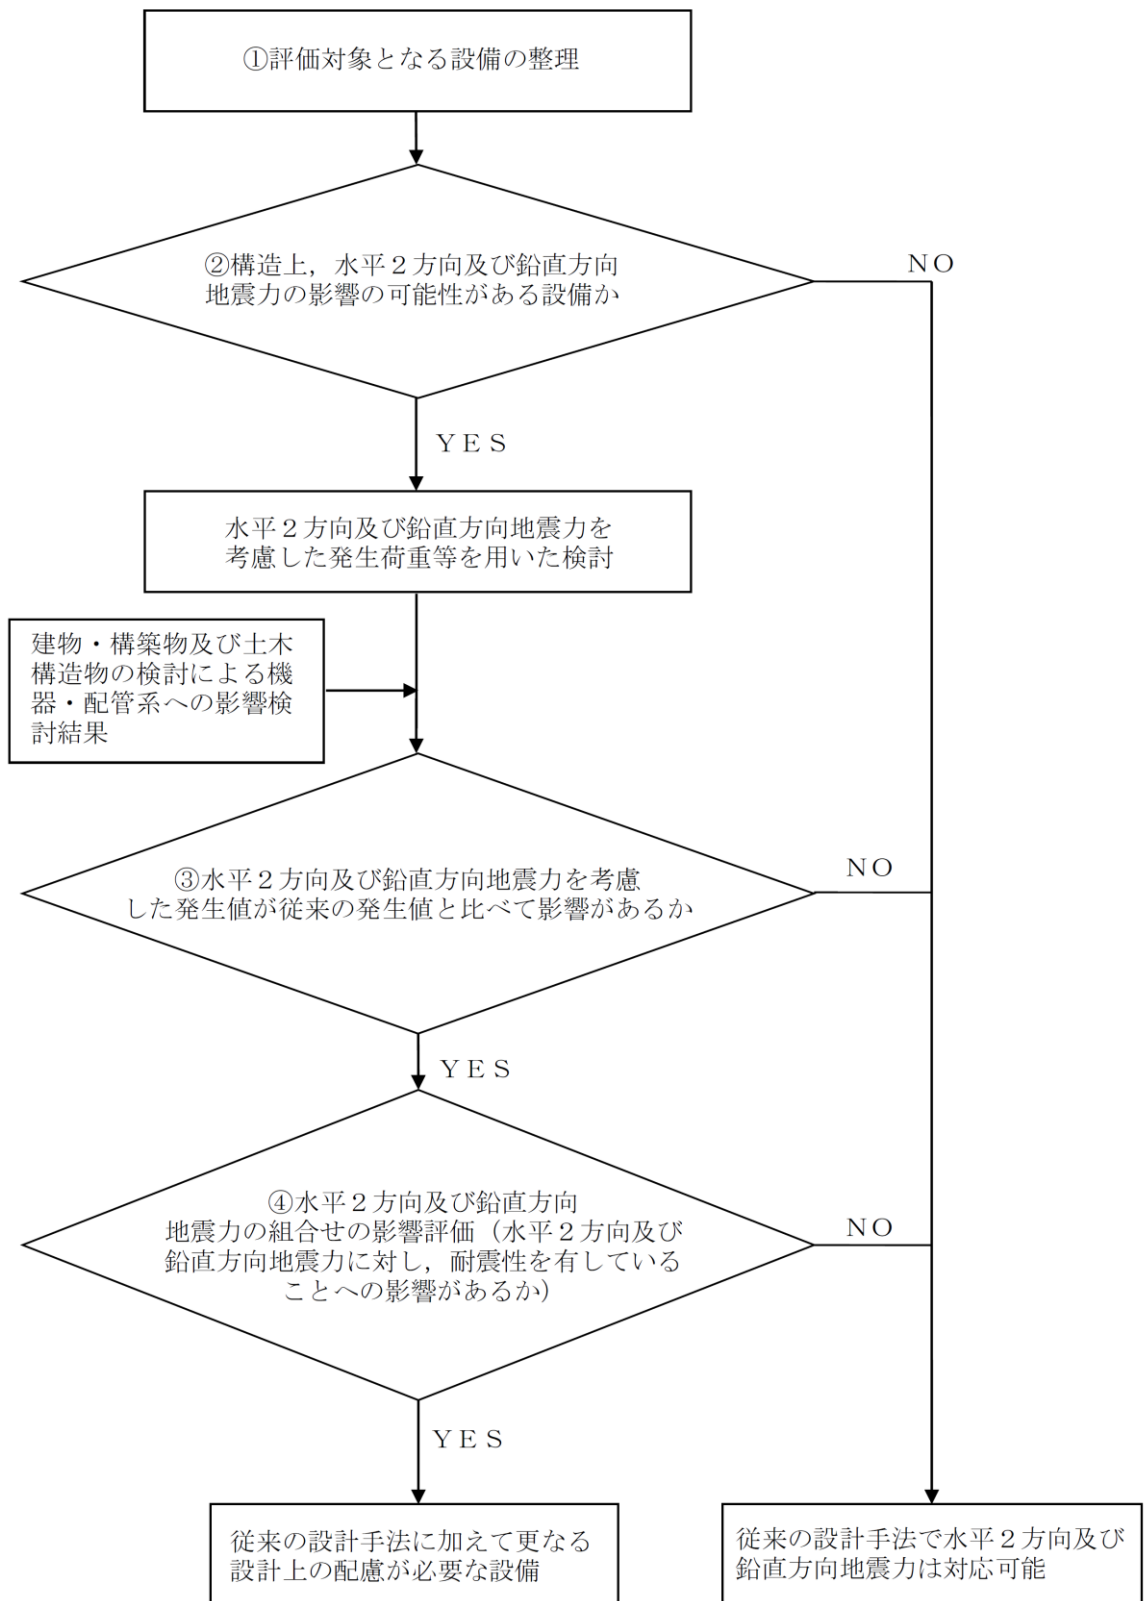 ①評価対象となる設備の整理
②構造上，水平２方向及び鉛直方向
地震力の影響の可能性がある設備か
ＮＯ
ＹＥＳ
水平２方向及び鉛直方向地震力を
考慮した発生荷重等を用いた検討
建物・構築物及び土木
構造物の検討による機
器・配管系への影響検
討結果
③水平２方向及び鉛直方向地震力を考慮
した発生値が従来の発生値と比べて影響があるか
ＮＯ
ＹＥＳ
④水平２方向及び鉛直方向
地震力の組合せの影響評価（水平２方向及び
鉛直方向地震力に対し，耐震性を有している
ことへの影響があるか）
ＮＯ
ＹＥＳ
従来の設計手法に加えて更なる
設計上の配慮が必要な設備
従来の設計手法で水平２方向及び
鉛直方向地震力は対応可能